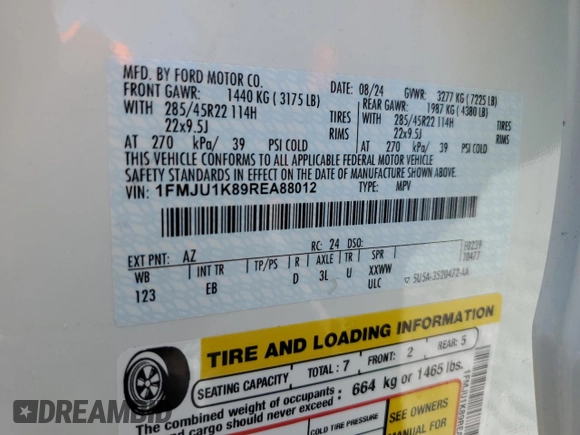 MFD. BY FORD MOTOR CO.
DATE: 08/24 GVWR: 3277 KG ( 7225 LB)
FRONT GAWR: 1440 KG ( 3175 LB) REAR GAWR: 1987 KG ( 4380 LB)
WITH 285/45R22 114H TIRES WITH 285/45R22 114H TIRES
22x9.5J RIMS 22x9.5J RIMS
AT 270 kPa/ 39 PSI COLD AT 270 kPa/ 39 PSI COLD
THIS VEHICLE CONFORMS TO ALL APPLICABLE FEDERAL MOTOR VEHICLE
SAFETY STANDARDS IN EFFECT ON THE DATE OF MANUFACTURE SHOWN ABOVE.
VIN: 1FMJU1K89REA88012 TYPE: MPV
EXT PNT: AZ RC: 24 DSO:
WB INT TR TP/PS R AXLE TR SPR
123 EB D 3L U XXWW
ULC
F0239
10477
5U5A-3520472-AA
TIRE AND LOADING INFORMATION
SEATING CAPACITY TOTAL: 7 FRONT: 2 REAR: 5
The combined weight of occupants
and cargo should never exceed: 664 kg or 1465 lbs.
COLD TIRE PRESSURE
SEE OWNERS
MANUAL
DREAMBID